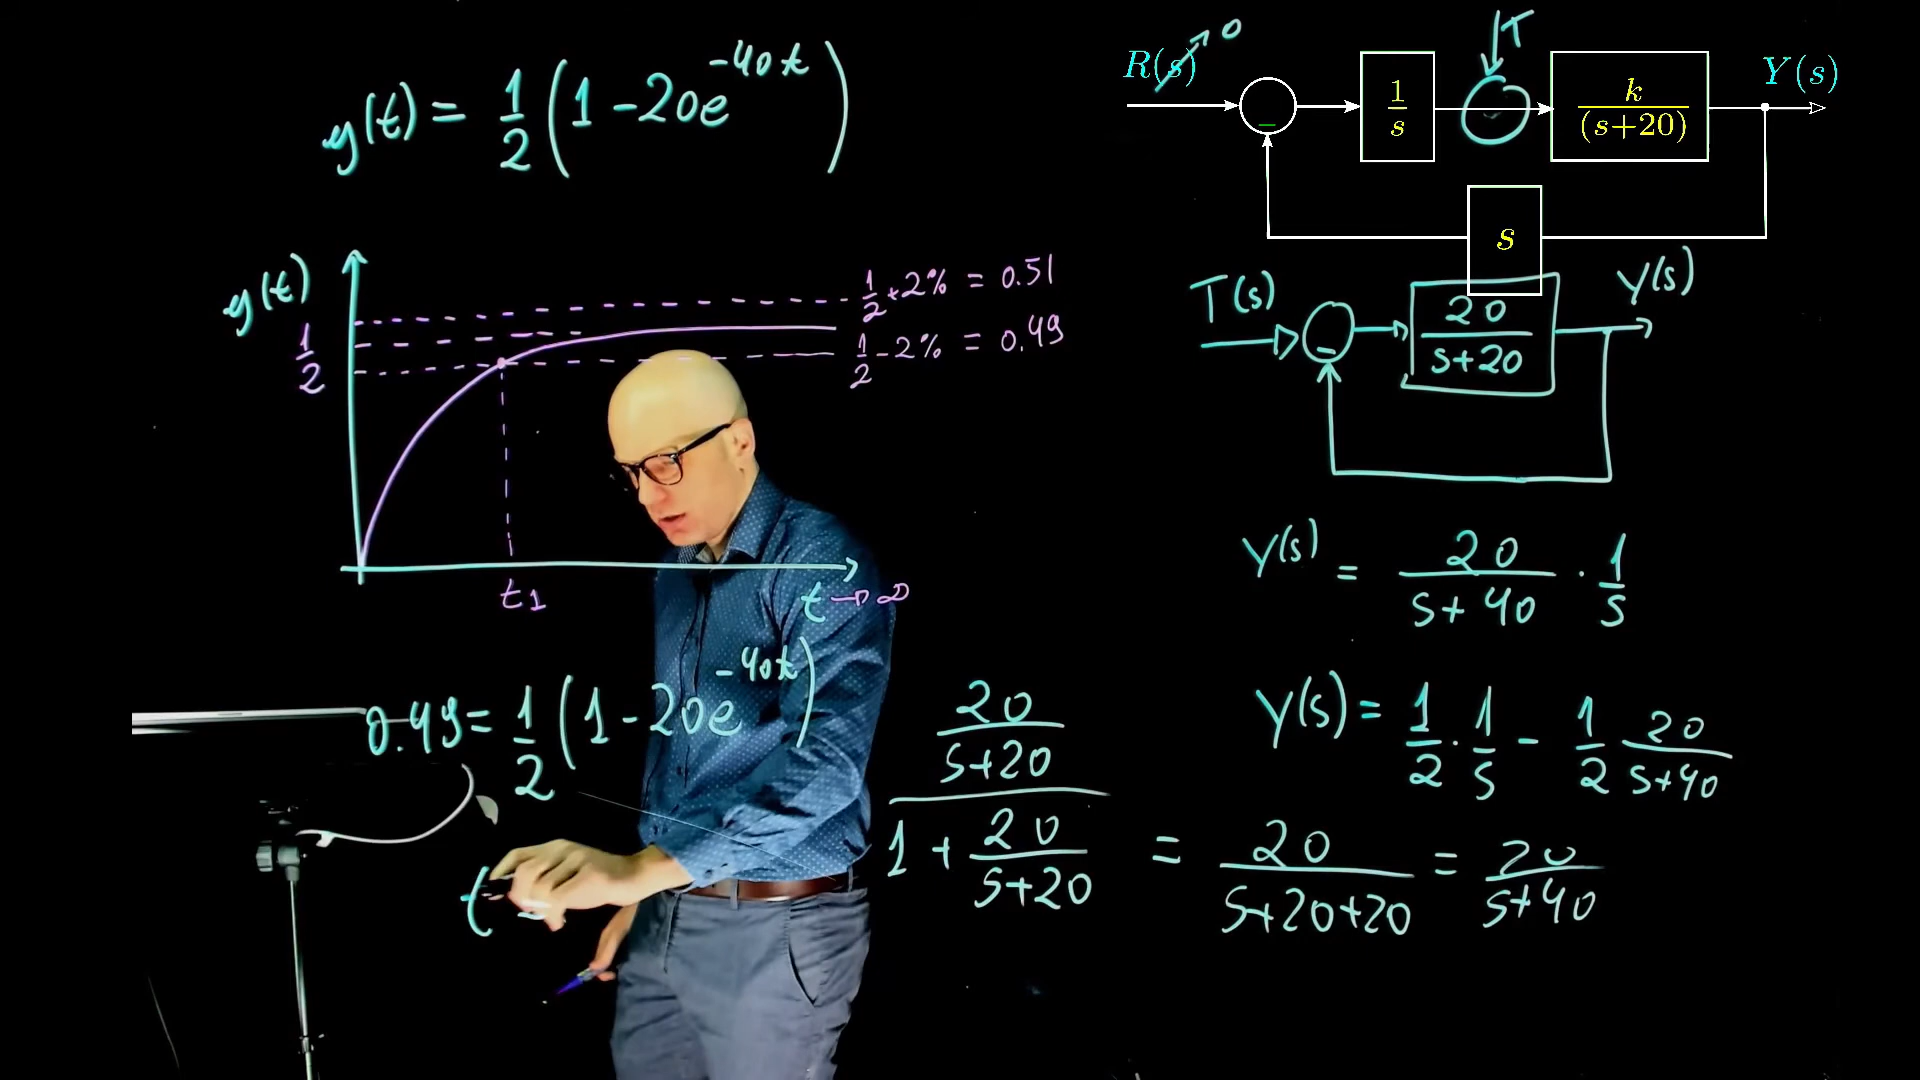 y(t) = 1/2 (1 - 20e^{-40t})
R(s) → 0
-
1/s
T
k/(s+20)
Y(s)
s
y(t)
1/2
1/2 + 2% = 0.51
1/2 - 2% = 0.49
t1
t → ∞
T(s)
-
20/(s+20)
Y(s)
Y(s) = 20/(s+40) · 1/s
Y(s) = 1/2 · 1/s - 1/2 20/(s+40)
0.49 = 1/2 (1 - 20e^{-40t})
(20/(s+20))/(1 + 20/(s+20)) = 20/(s+20+20) = 20/(s+40)
t =